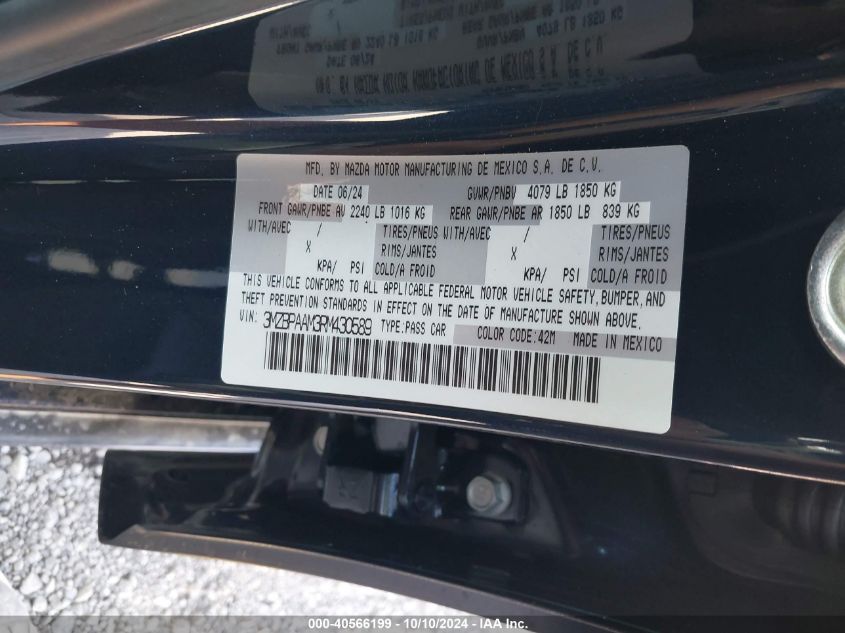 MFD. BY MAZDA MOTOR MANUFACTURING DE MEXICO S.A. DE C.V.
DATE 06/24 GVWR/PNBV 4079 LB 1850 KG
FRONT GAWR/PNBE AV 2240 LB 1016 KG REAR GAWR/PNBE AR 1850 LB 839 KG
WITH/AVEC / TIRES/PNEUS WITH/AVEC / TIRES/PNEUS
X RIMS/JANTES X RIMS/JANTES
KPA/ PSI COLD/A FROID KPA/ PSI COLD/A FROID
THIS VEHICLE CONFORMS TO ALL APPLICABLE FEDERAL MOTOR VEHICLE SAFETY, BUMPER, AND
THEFT PREVENTION STANDARDS IN EFFECT ON THE DATE OF MANUFACTURE SHOWN ABOVE.
VIN: 3MZBPAAM3RM430589 TYPE: PASS CAR COLOR CODE: 42M MADE IN MEXICO
000-40566199 - 10/10/2024 - IAA Inc.